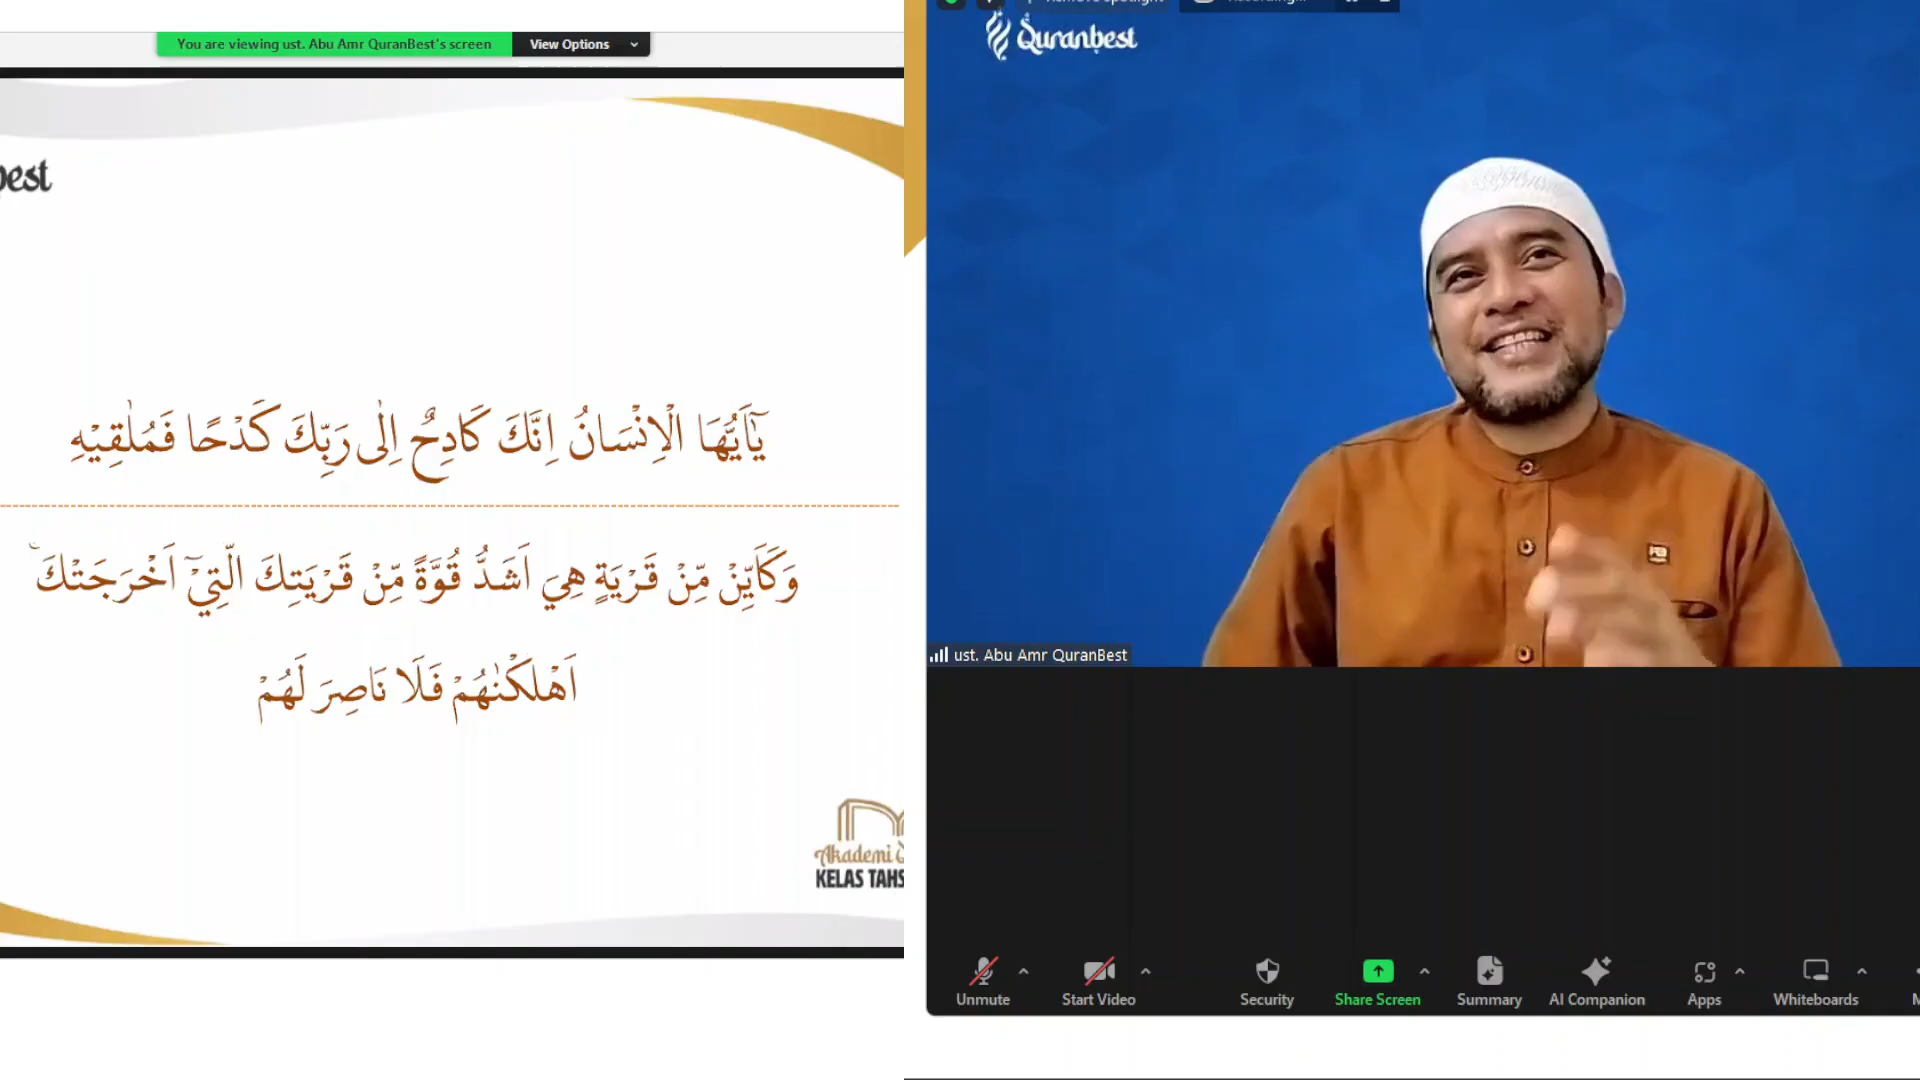 You are viewing ust. Abu Amr QuranBest's screen
View Options
Quranbest
best
يٰٓاَيُّهَا الْاِنْسَانُ اِنَّكَ كَادِحٌ اِلٰى رَبِّكَ كَدْحًا فَمُلٰقِيْهِ
وَكَاَيِّنْ مِّنْ قَرْيَةٍ هِيَ اَشَدُّ قُوَّةً مِّنْ قَرْيَتِكَ الَّتِيْٓ اَخْرَجَتْكَۚ
اَهْلَكْنٰهُمْ فَلَا نَاصِرَ لَهُمْ
Akademi
KELAS TAHS
ust. Abu Amr QuranBest
Unmute
Start Video
Security
Share Screen
Summary
AI Companion
Apps
Whiteboards